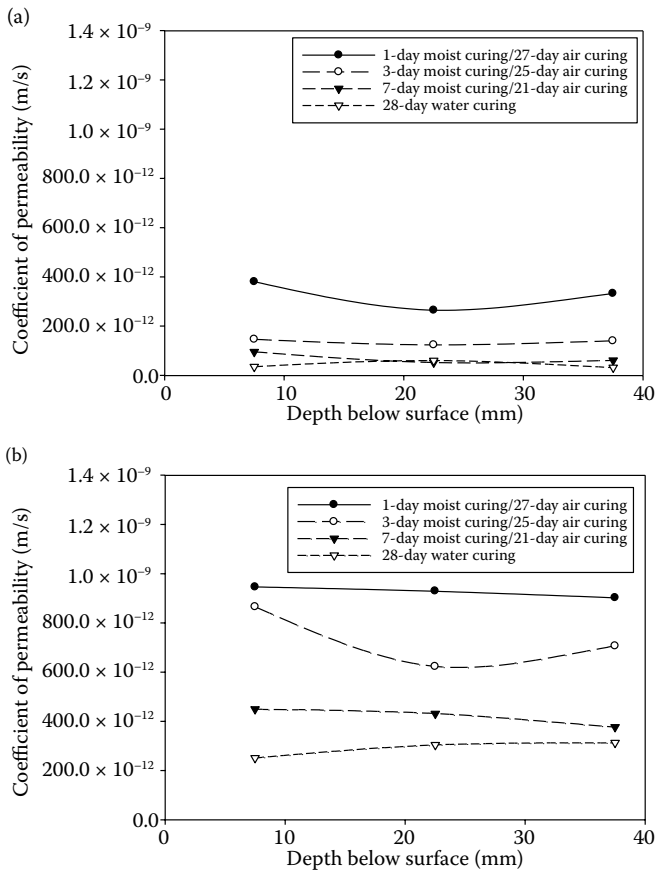 (a)
Coefficient of permeability (m/s)
1.4 × 10⁻⁹
1.2 × 10⁻⁹
1.0 × 10⁻⁹
800.0 × 10⁻¹²
600.0 × 10⁻¹²
400.0 × 10⁻¹²
200.0 × 10⁻¹²
0.0
1-day moist curing/27-day air curing
3-day moist curing/25-day air curing
7-day moist curing/21-day air curing
28-day water curing
0 10 20 30 40
Depth below surface (mm)
(b)
Coefficient of permeability (m/s)
1.4 × 10⁻⁹
1.2 × 10⁻⁹
1.0 × 10⁻⁹
800.0 × 10⁻¹²
600.0 × 10⁻¹²
400.0 × 10⁻¹²
200.0 × 10⁻¹²
0.0
1-day moist curing/27-day air curing
3-day moist curing/25-day air curing
7-day moist curing/21-day air curing
28-day water curing
0 10 20 30 40
Depth below surface (mm)